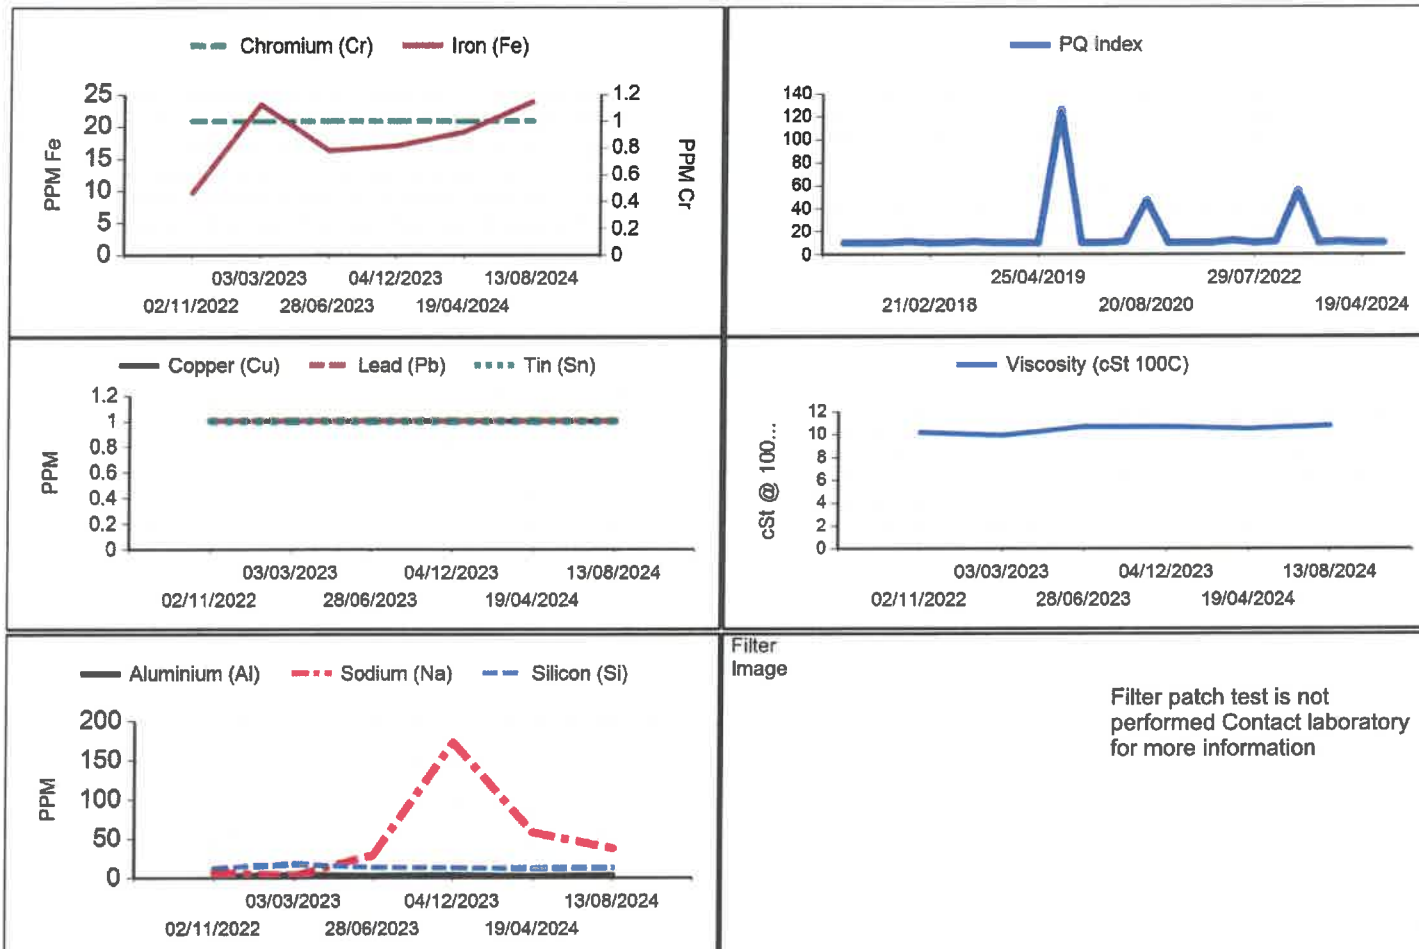 Chromium (Cr) Iron (Fe)
25
20
15
10
5
0
PPM Fe
1.2
1
0.8
0.6
0.4
0.2
0
PPM Cr
03/03/2023 04/12/2023 13/08/2024
02/11/2022 28/06/2023 19/04/2024
PQ index
140
120
100
80
60
40
20
0
25/04/2019 29/07/2022
21/02/2018 20/08/2020 19/04/2024
Copper (Cu) Lead (Pb) Tin (Sn)
1.2
1
0.8
0.6
0.4
0.2
0
PPM
03/03/2023 04/12/2023 13/08/2024
02/11/2022 28/06/2023 19/04/2024
Viscosity (cSt 100C)
12
10
8
6
4
2
0
cSt @ 100...
03/03/2023 04/12/2023 13/08/2024
02/11/2022 28/06/2023 19/04/2024
Aluminium (Al) Sodium (Na) Silicon (Si)
200
150
100
50
0
PPM
03/03/2023 04/12/2023 13/08/2024
02/11/2022 28/06/2023 19/04/2024
Filter
Image
Filter patch test is not
performed Contact laboratory
for more information